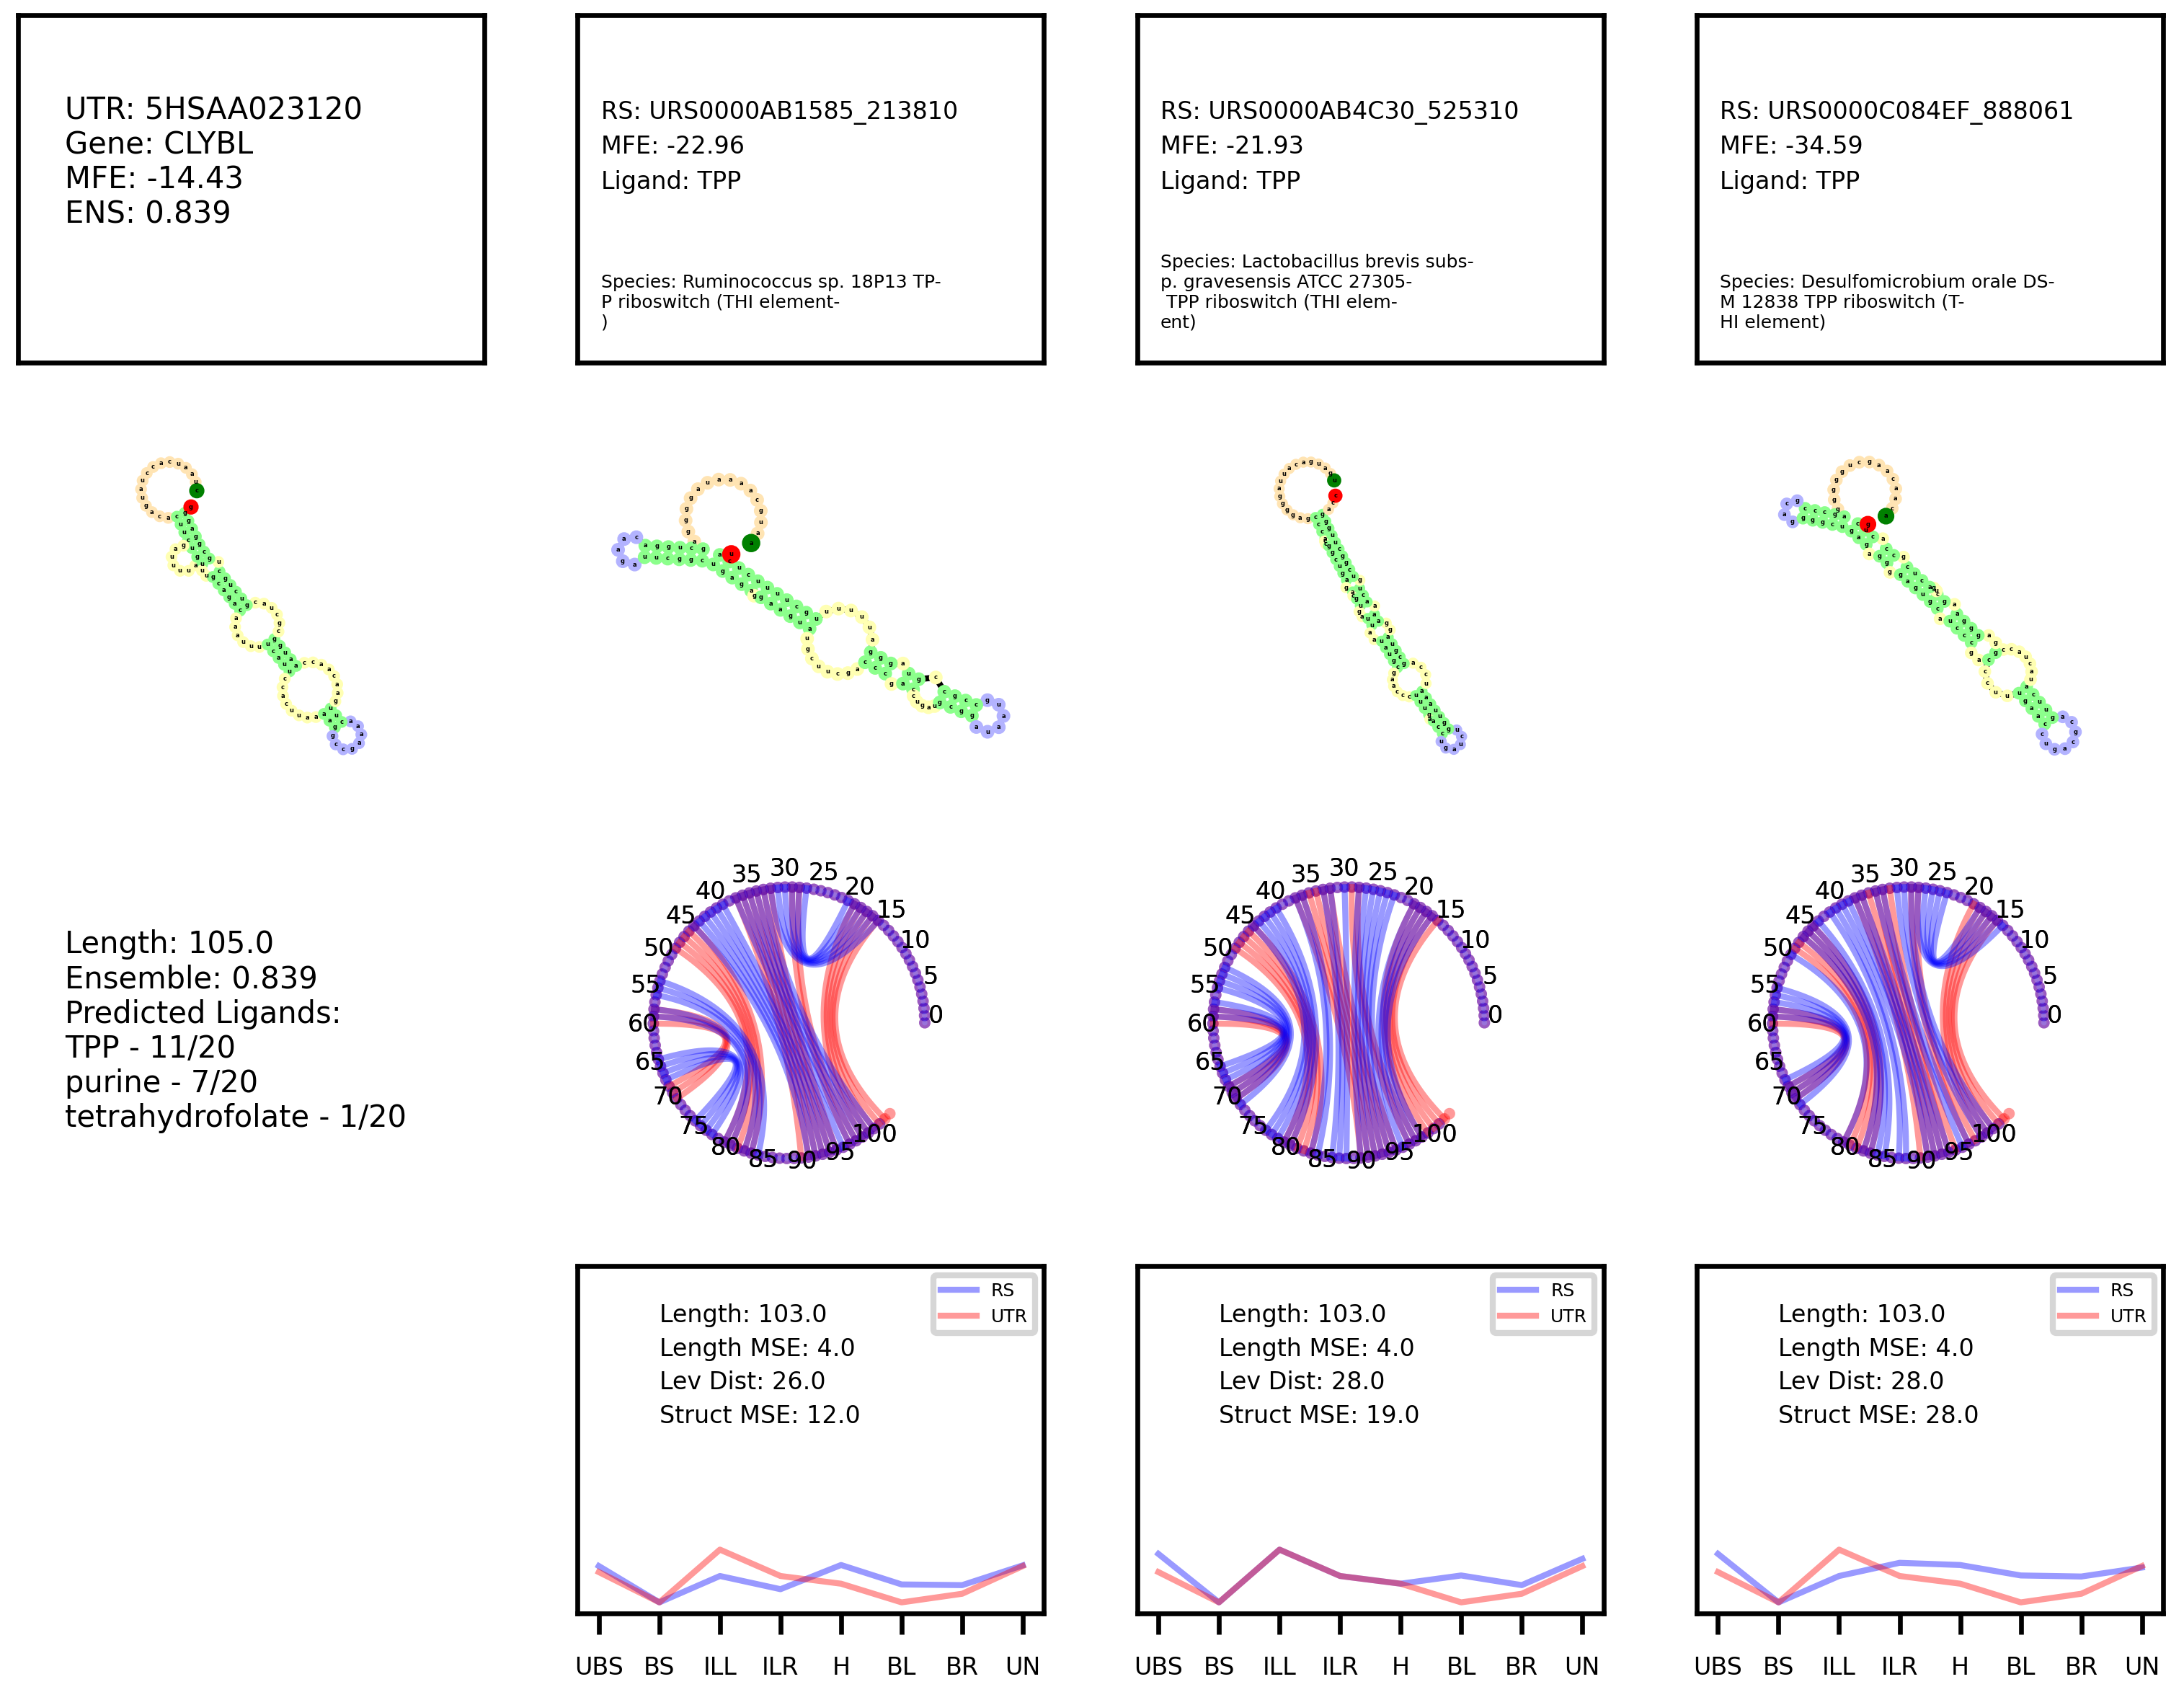 UTR: 5HSAA023120
Gene: CLYBL
MFE: -14.43
ENS: 0.839
RS: URS0000AB1585_213810
MFE: -22.96
Ligand: TPP
Species: Ruminococcus sp. 18P13 TP-
P riboswitch (THI element-
)
RS: URS0000AB4C30_525310
MFE: -21.93
Ligand: TPP
Species: Lactobacillus brevis subs-
p. gravesensis ATCC 27305-
TPP riboswitch (THI elem-
ent)
RS: URS0000C084EF_888061
MFE: -34.59
Ligand: TPP
Species: Desulfomicrobium orale DS-
M 12838 TPP riboswitch (T-
HI element)
Length: 105.0
Ensemble: 0.839
Predicted Ligands:
TPP - 11/20
purine - 7/20
tetrahydrofolate - 1/20
0 5 10 15 20 25 30 35 40 45 50 55 60 65 70 75 80 85 90 95 100
0 5 10 15 20 25 30 35 40 45 50 55 60 65 70 75 80 85 90 95 100
0 5 10 15 20 25 30 35 40 45 50 55 60 65 70 75 80 85 90 95 100
RS
UTR
Length: 103.0
Length MSE: 4.0
Lev Dist: 26.0
Struct MSE: 12.0
UBS BS ILL ILR H BL BR UN
RS
UTR
Length: 103.0
Length MSE: 4.0
Lev Dist: 28.0
Struct MSE: 19.0
UBS BS ILL ILR H BL BR UN
RS
UTR
Length: 103.0
Length MSE: 4.0
Lev Dist: 28.0
Struct MSE: 28.0
UBS BS ILL ILR H BL BR UN